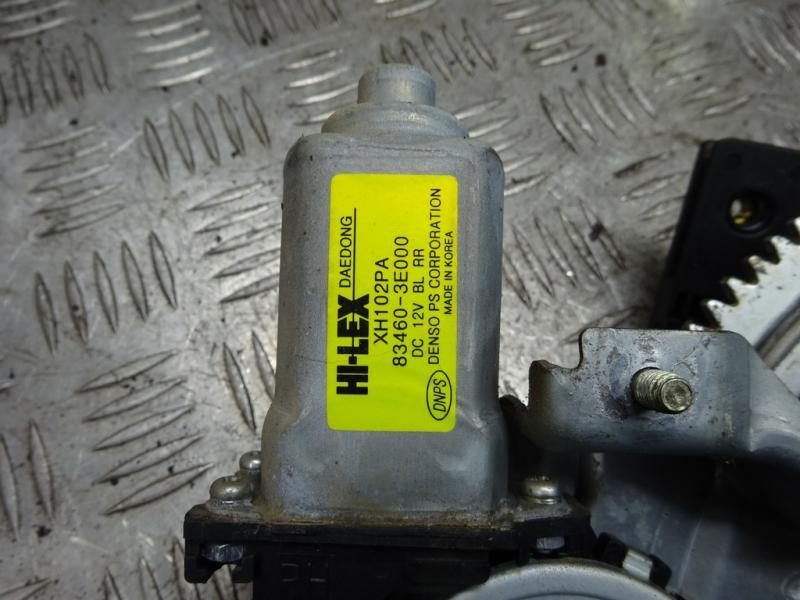 HI-LEX DAEDONG
XH102PA
83460-3E000
DC 12V BL RR
DENSO PS CORPORATION
DNPS MADE IN KOREA